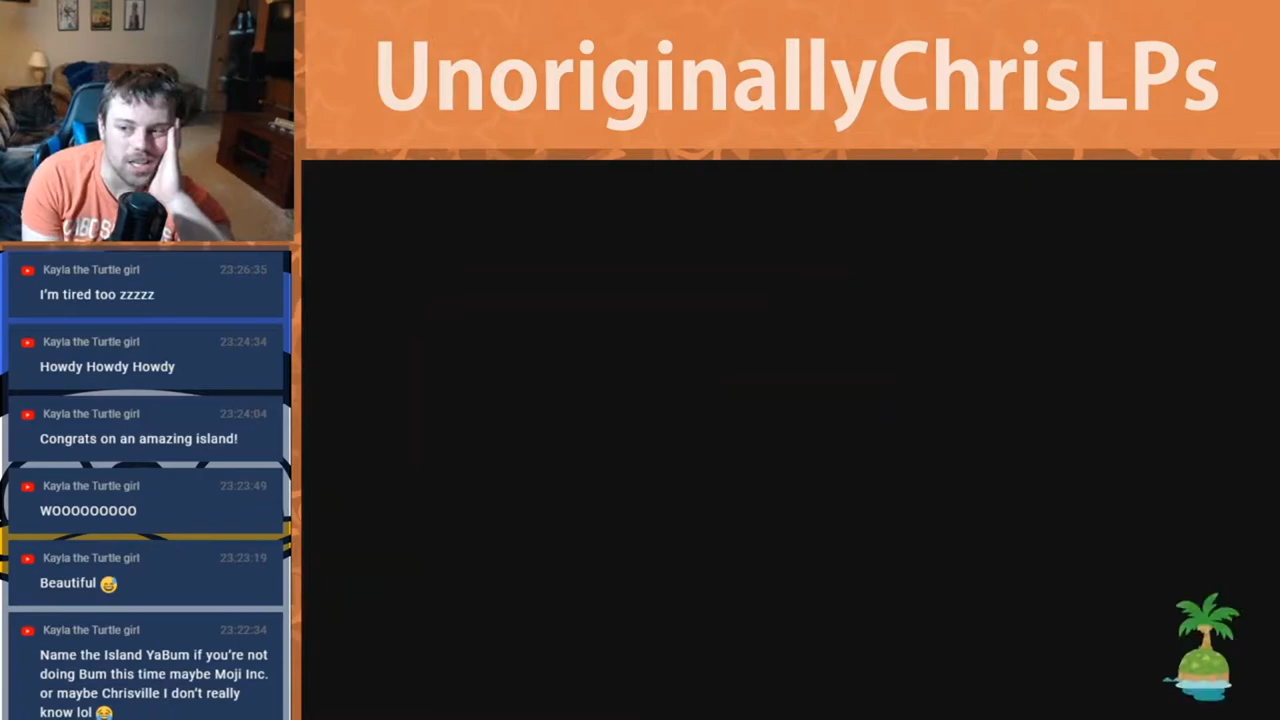 UnoriginallyChrisLPs
Kayla the Turtle girl 23:26:35
I'm tired too zzzzz
Kayla the Turtle girl 23:24:34
Howdy Howdy Howdy
Kayla the Turtle girl 23:24:04
Congrats on an amazing island!
Kayla the Turtle girl 23:23:49
WOOOOOOOOO
Kayla the Turtle girl 23:23:19
Beautiful 😅
Kayla the Turtle girl 23:22:34
Name the Island YaBum if you're not
doing Bum this time maybe Moji Inc.
or maybe Chrisville I don't really
know lol 😂